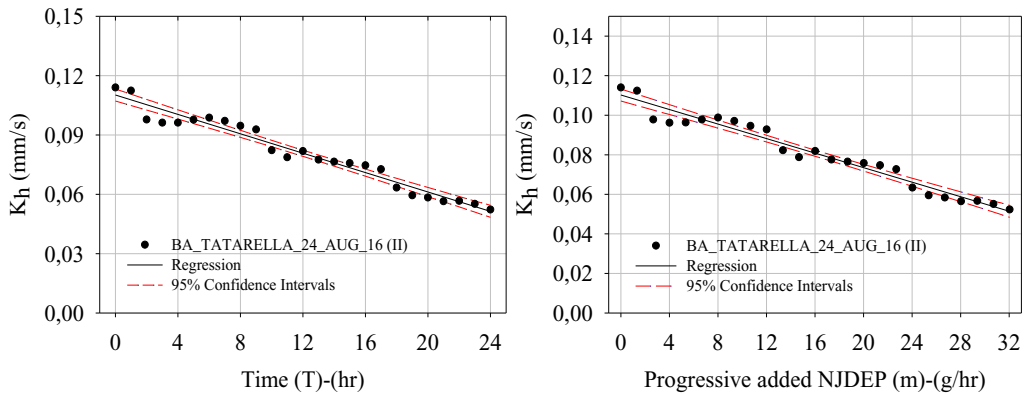 0,15
0,12
0,09
0,06
0,03
0,00
K_h (mm/s)
BA_TATARELLA_24_AUG_16 (II)
Regression
95% Confidence Intervals
0 4 8 12 16 20 24
Time (T)-(hr)
0,14
0,12
0,10
0,08
0,06
0,04
0,02
0,00
K_h (mm/s)
BA_TATARELLA_24_AUG_16 (II)
Regression
95% Confidence Intervals
0 4 8 12 16 20 24 28 32
Progressive added NJDEP (m)-(g/hr)